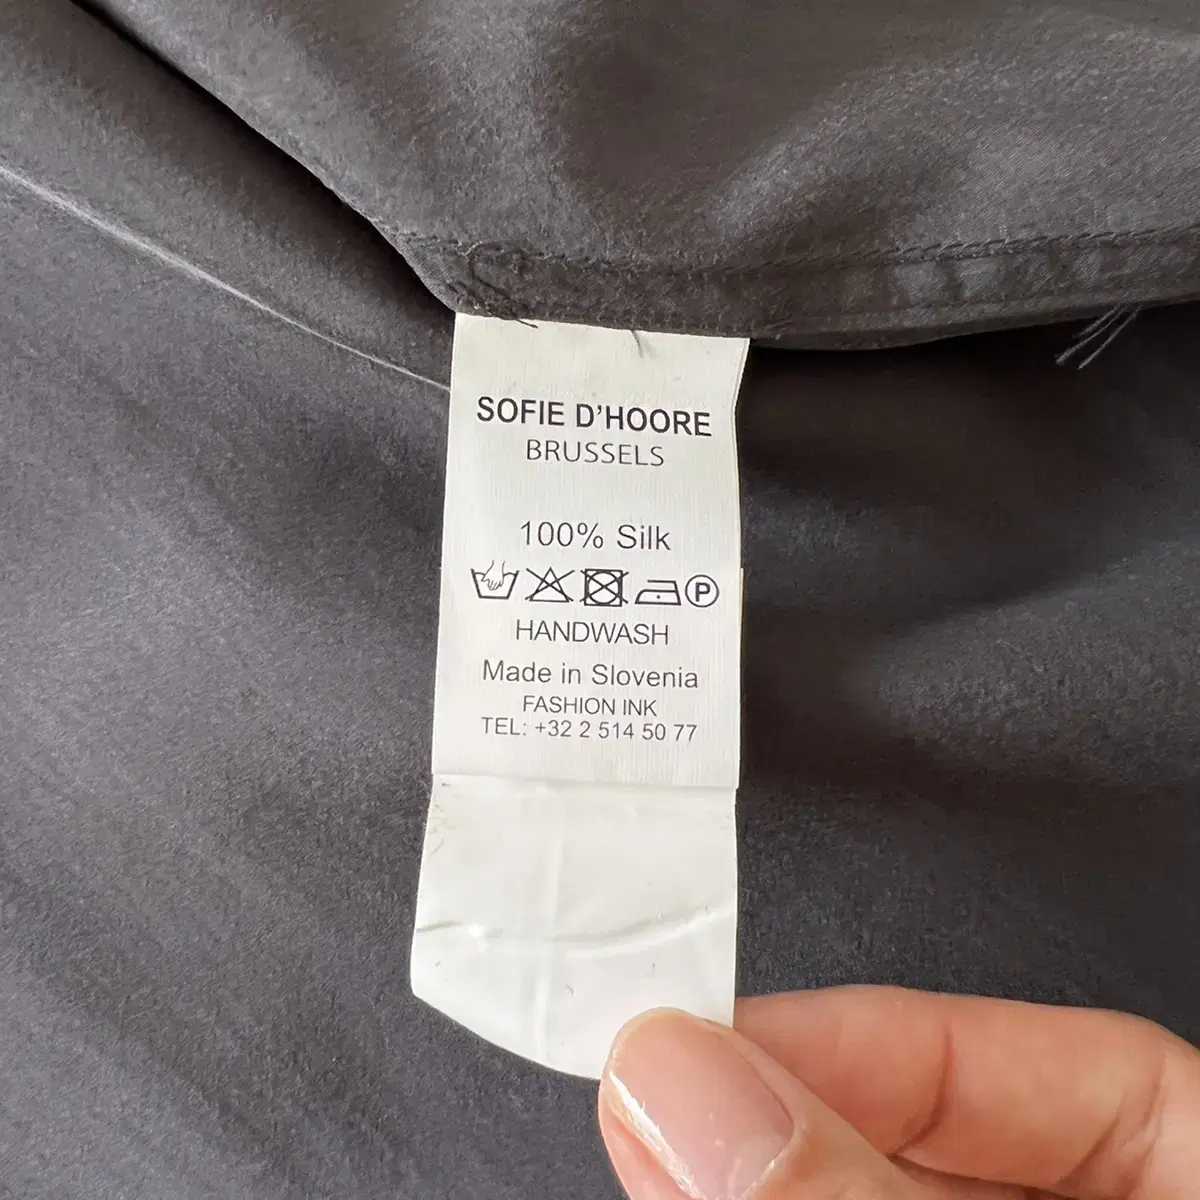 SOFIE D'HOORE
BRUSSELS
100% Silk
P
HANDWASH
Made in Slovenia
FASHION INK
TEL: +32 2 514 50 77